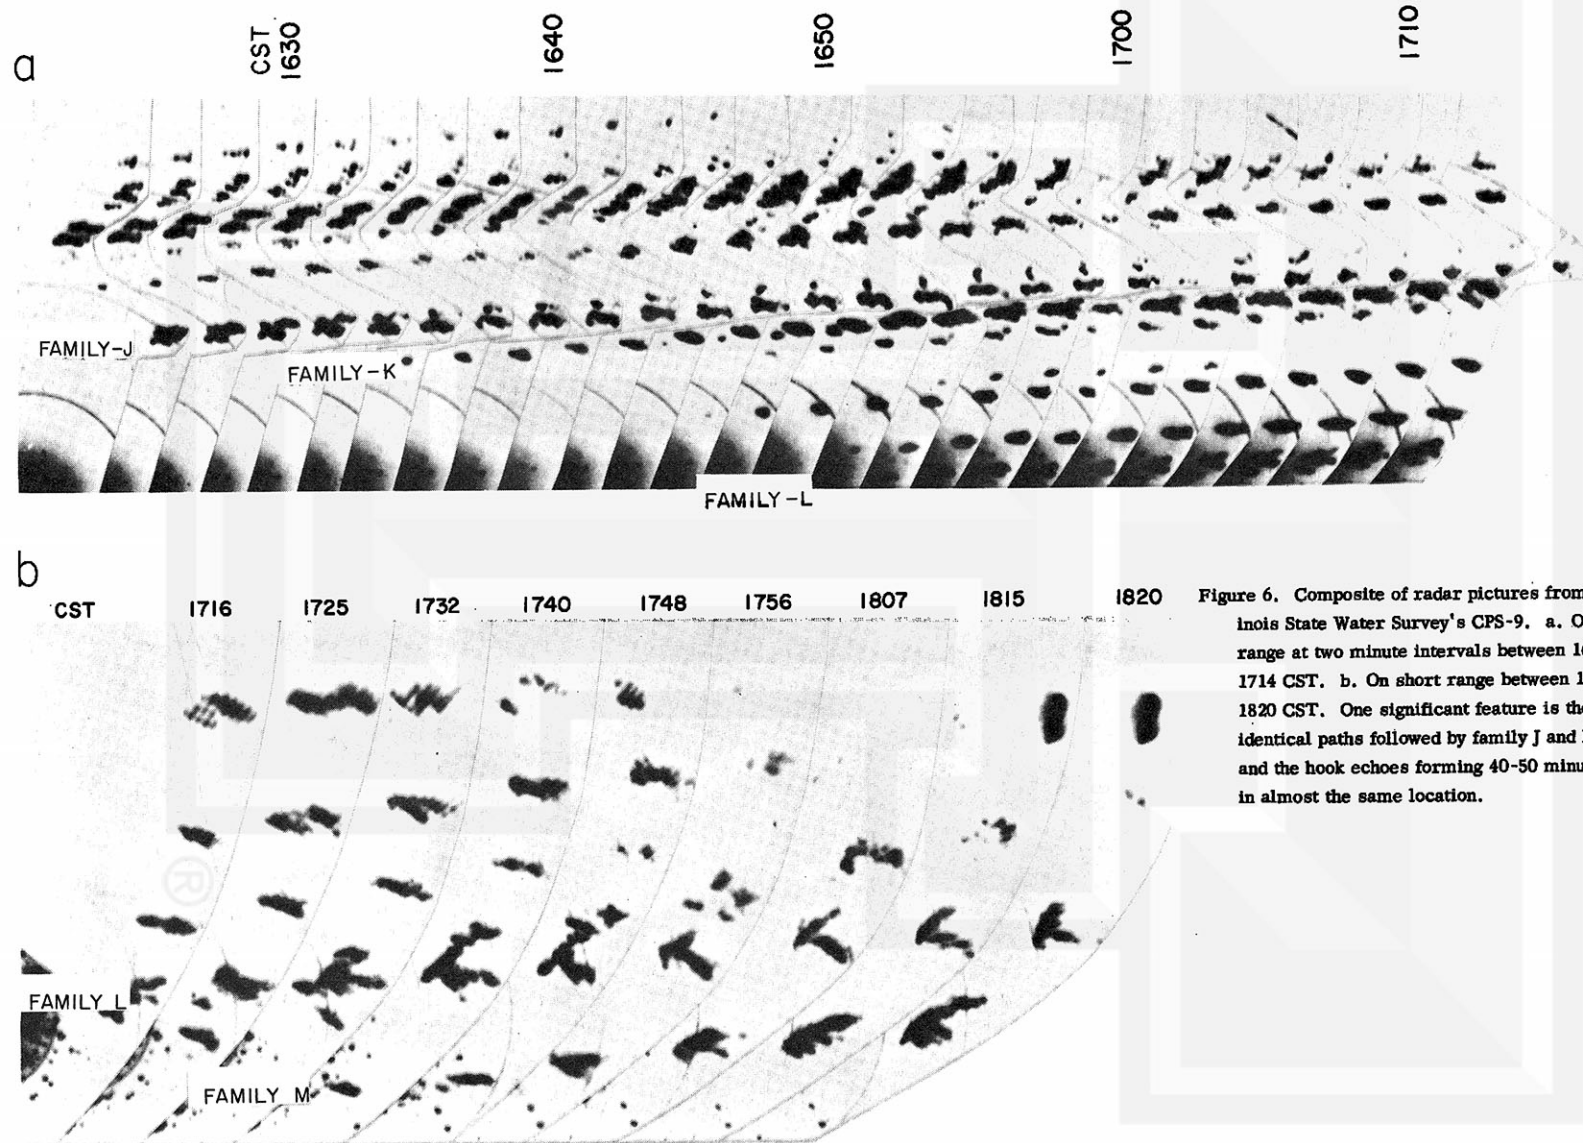 a
CST
1630
1640
1650
1700
1710
FAMILY-J
FAMILY-K
FAMILY-L
b
CST 1716 1725 1732 1740 1748 1756 1807 1815 1820
FAMILY L
FAMILY M
Figure 6. Composite of radar pictures from
inois State Water Survey's CPS-9. a. O
range at two minute intervals between 16
1714 CST. b. On short range between 1
1820 CST. One significant feature is the
identical paths followed by family J and
and the hook echoes forming 40-50 minu
in almost the same location.
®